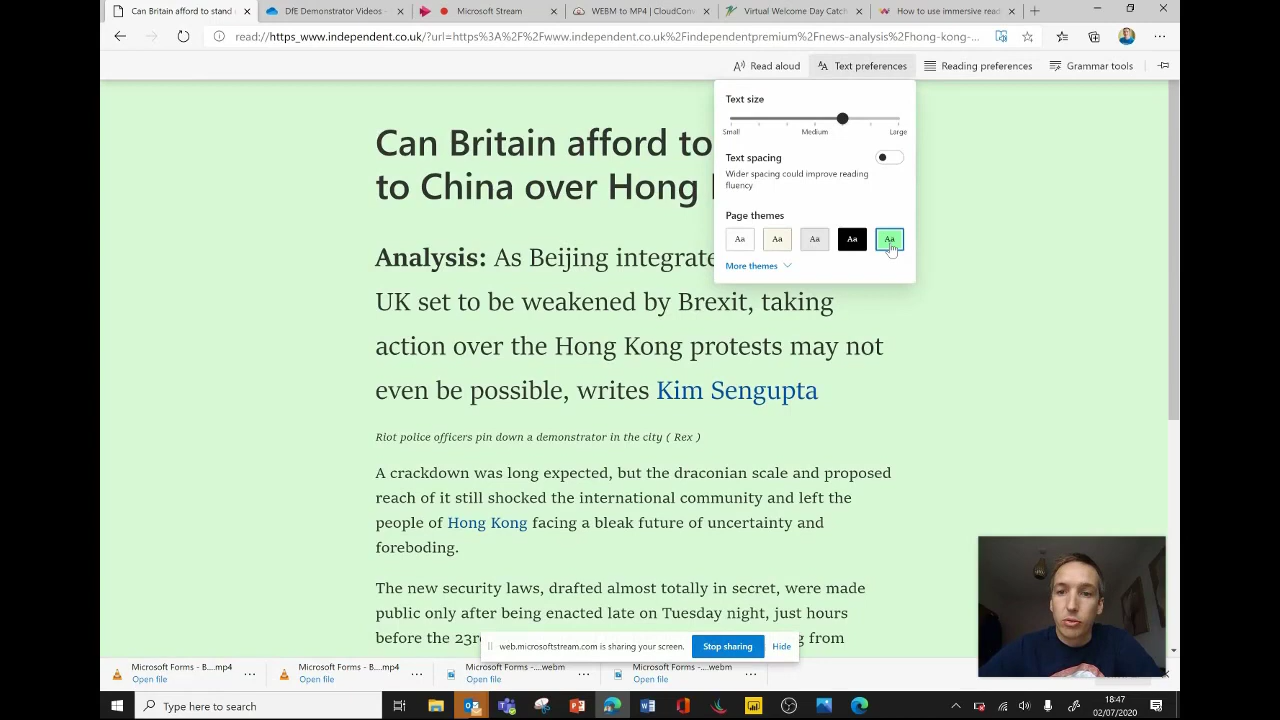 Can Britain afford to stand
DfE Demonstrator Videos -
Microsoft Stream
WEBM to MP4 | CloudConv
Virtual Welcome Day Catch
How to use immersive read
read://https_www.independent.co.uk/?url=https%3A%2F%2Fwww.independent.co.uk%2Findependentpremium%2Fnews-analysis%2Fhong-kong-...
Read aloud
Text preferences
Reading preferences
Grammar tools
Text size
Small
Medium
Large
Text spacing
Wider spacing could improve reading
fluency
Page themes
Aa Aa Aa Aa Aa
More themes
Can Britain afford to
to China over Hong
Analysis: As Beijing integrate
UK set to be weakened by Brexit, taking
action over the Hong Kong protests may not
even be possible, writes Kim Sengupta
Riot police officers pin down a demonstrator in the city ( Rex )
A crackdown was long expected, but the draconian scale and proposed
reach of it still shocked the international community and left the
people of Hong Kong facing a bleak future of uncertainty and
foreboding.
The new security laws, drafted almost totally in secret, were made
public only after being enacted late on Tuesday night, just hours
before the 23r
from
web.microsoftstream.com is sharing your screen.
Stop sharing
Hide
Microsoft Forms - B....mp4
Open file
Microsoft Forms - B....mp4
Open file
Microsoft Forms -....webm
Open file
Microsoft Forms -....webm
Open file
Type here to search
18:47
02/07/2020